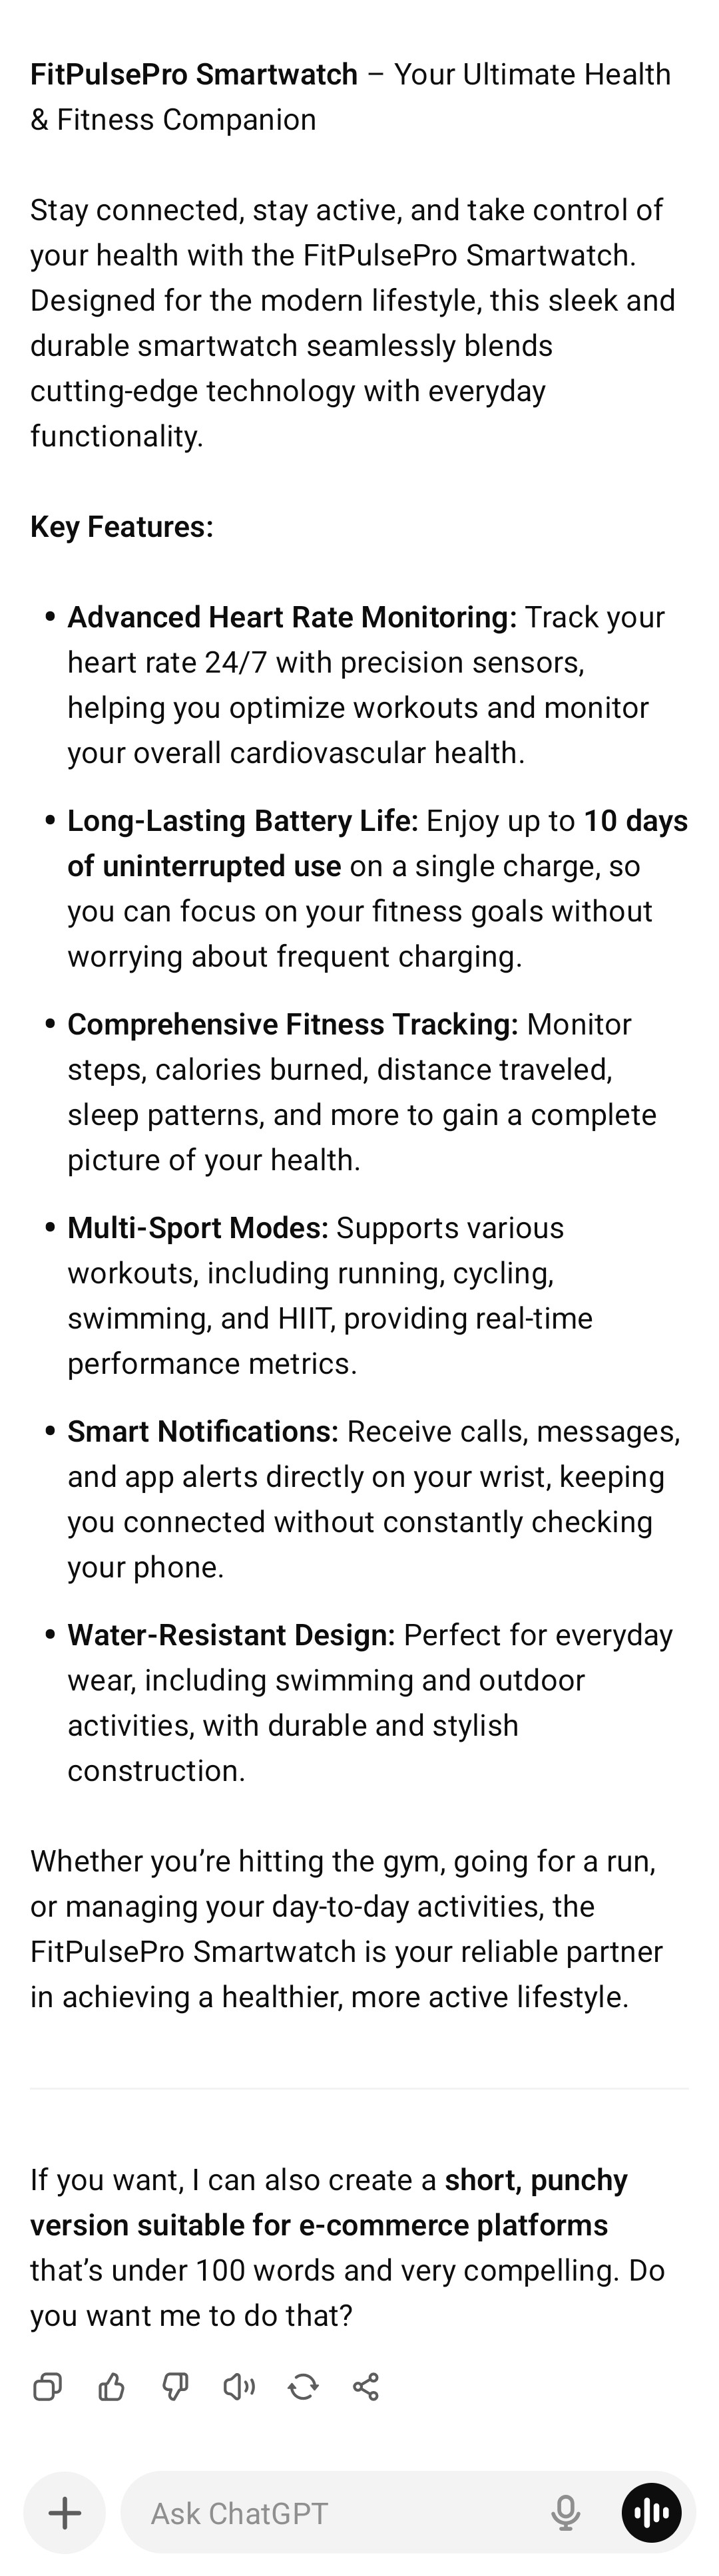 FitPulsePro Smartwatch – Your Ultimate Health
& Fitness Companion
Stay connected, stay active, and take control of
your health with the FitPulsePro Smartwatch.
Designed for the modern lifestyle, this sleek and
durable smartwatch seamlessly blends
cutting-edge technology with everyday
functionality.
Key Features:
• Advanced Heart Rate Monitoring: Track your
heart rate 24/7 with precision sensors,
helping you optimize workouts and monitor
your overall cardiovascular health.
• Long-Lasting Battery Life: Enjoy up to 10 days
of uninterrupted use on a single charge, so
you can focus on your fitness goals without
worrying about frequent charging.
• Comprehensive Fitness Tracking: Monitor
steps, calories burned, distance traveled,
sleep patterns, and more to gain a complete
picture of your health.
• Multi-Sport Modes: Supports various
workouts, including running, cycling,
swimming, and HIIT, providing real-time
performance metrics.
• Smart Notifications: Receive calls, messages,
and app alerts directly on your wrist, keeping
you connected without constantly checking
your phone.
• Water-Resistant Design: Perfect for everyday
wear, including swimming and outdoor
activities, with durable and stylish
construction.
Whether you’re hitting the gym, going for a run,
or managing your day-to-day activities, the
FitPulsePro Smartwatch is your reliable partner
in achieving a healthier, more active lifestyle.
If you want, I can also create a short, punchy
version suitable for e-commerce platforms
that’s under 100 words and very compelling. Do
you want me to do that?
Ask ChatGPT